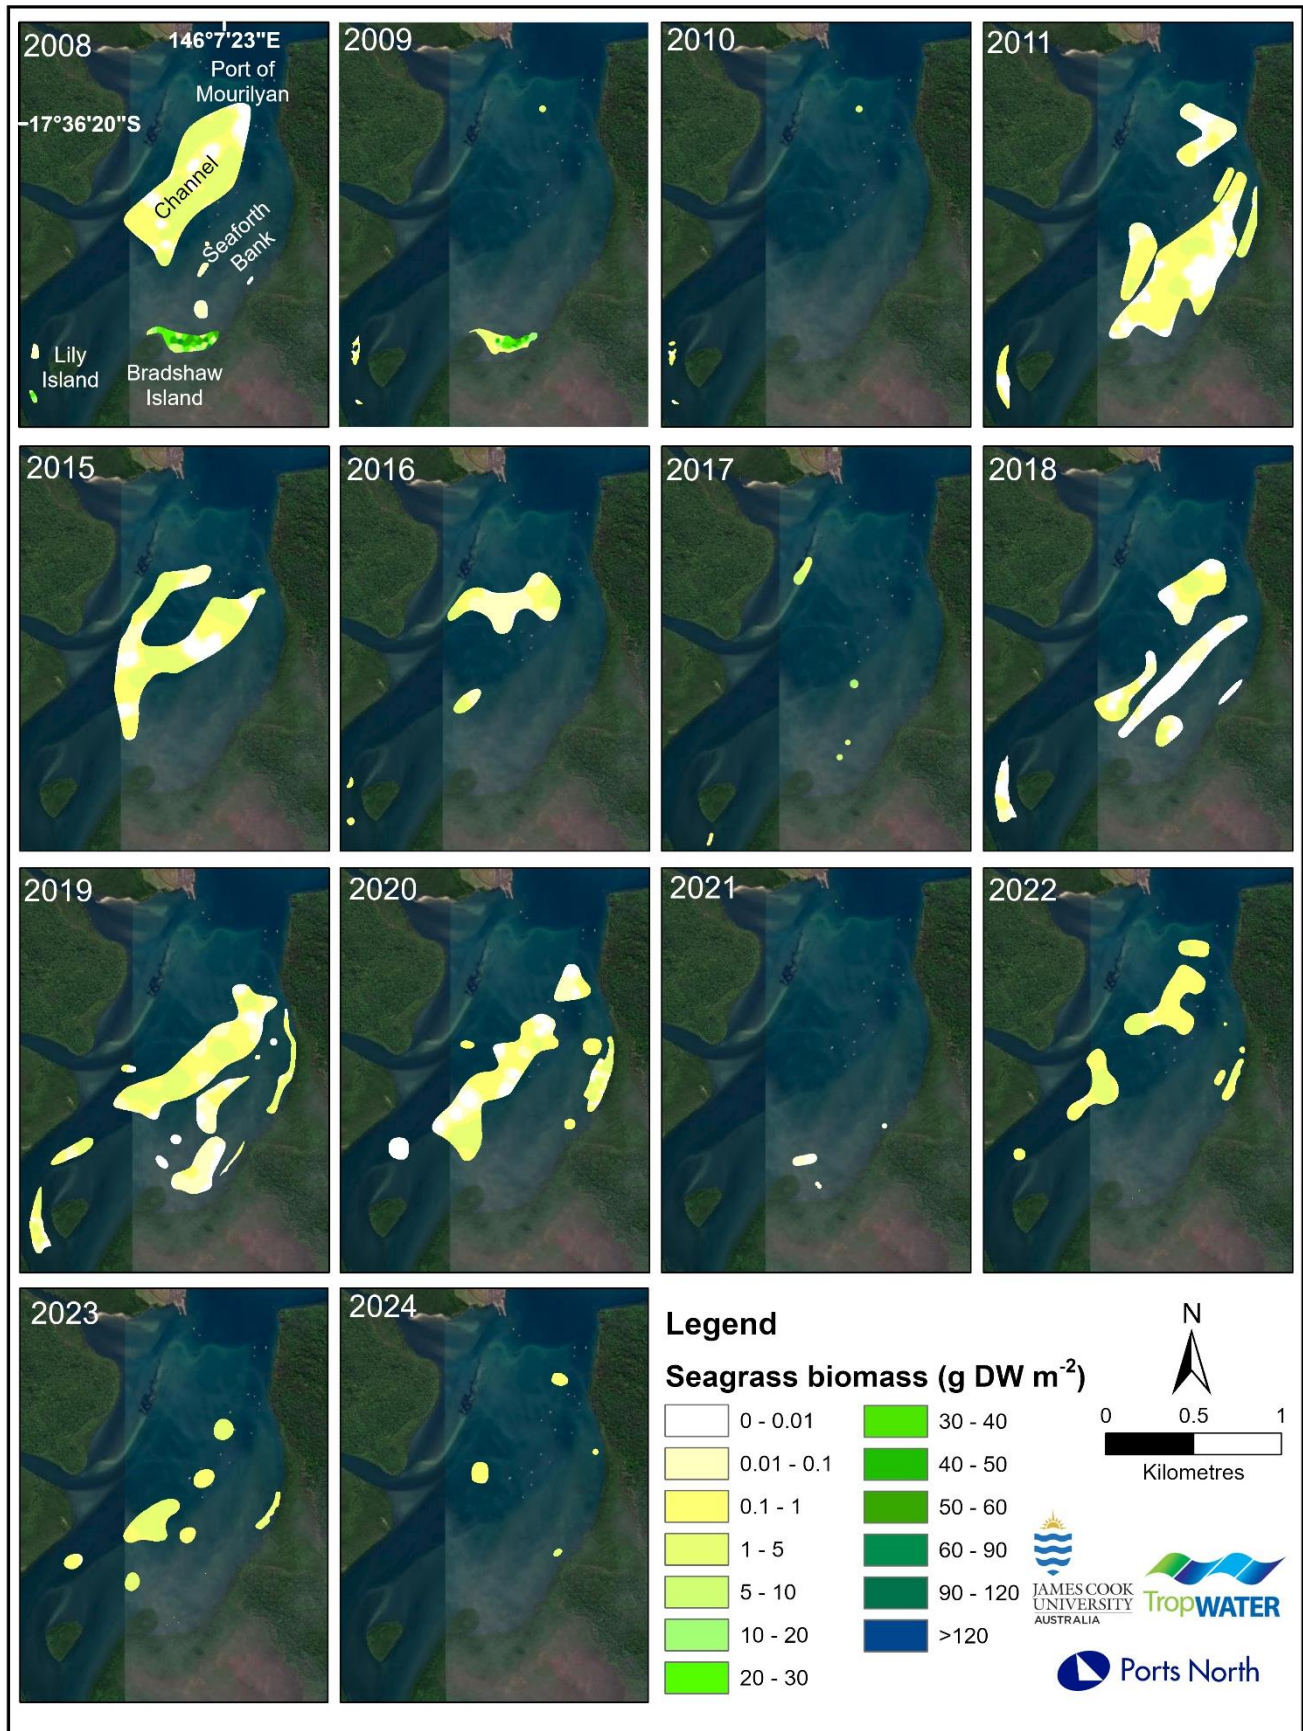 2008
146°7'23"E
Port of
Mourilyan
17°36'20"S
Channel
Seaforth
Bank
Lily
Island
Bradshaw
Island
2009
2010
2011
2015
2016
2017
2018
2019
2020
2021
2022
2023
2024
Legend
Seagrass biomass (g DW m⁻²)
0 - 0.01
0.01 - 0.1
0.1 - 1
1 - 5
5 - 10
10 - 20
20 - 30
30 - 40
40 - 50
50 - 60
60 - 90
90 - 120
>120
N
0 0.5 1
Kilometres
JAMES COOK
UNIVERSITY
AUSTRALIA
TropWATER
Ports North